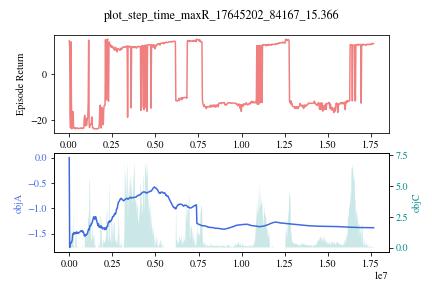 plot_step_time_maxR_17645202_84167_15.366
Episode Return
0
−20
0.00 0.25 0.50 0.75 1.00 1.25 1.50 1.75
objA
0.0
−0.5
−1.0
−1.5
7.5
5.0
2.5
0.0
objC
0.00 0.25 0.50 0.75 1.00 1.25 1.50 1.75
1e7